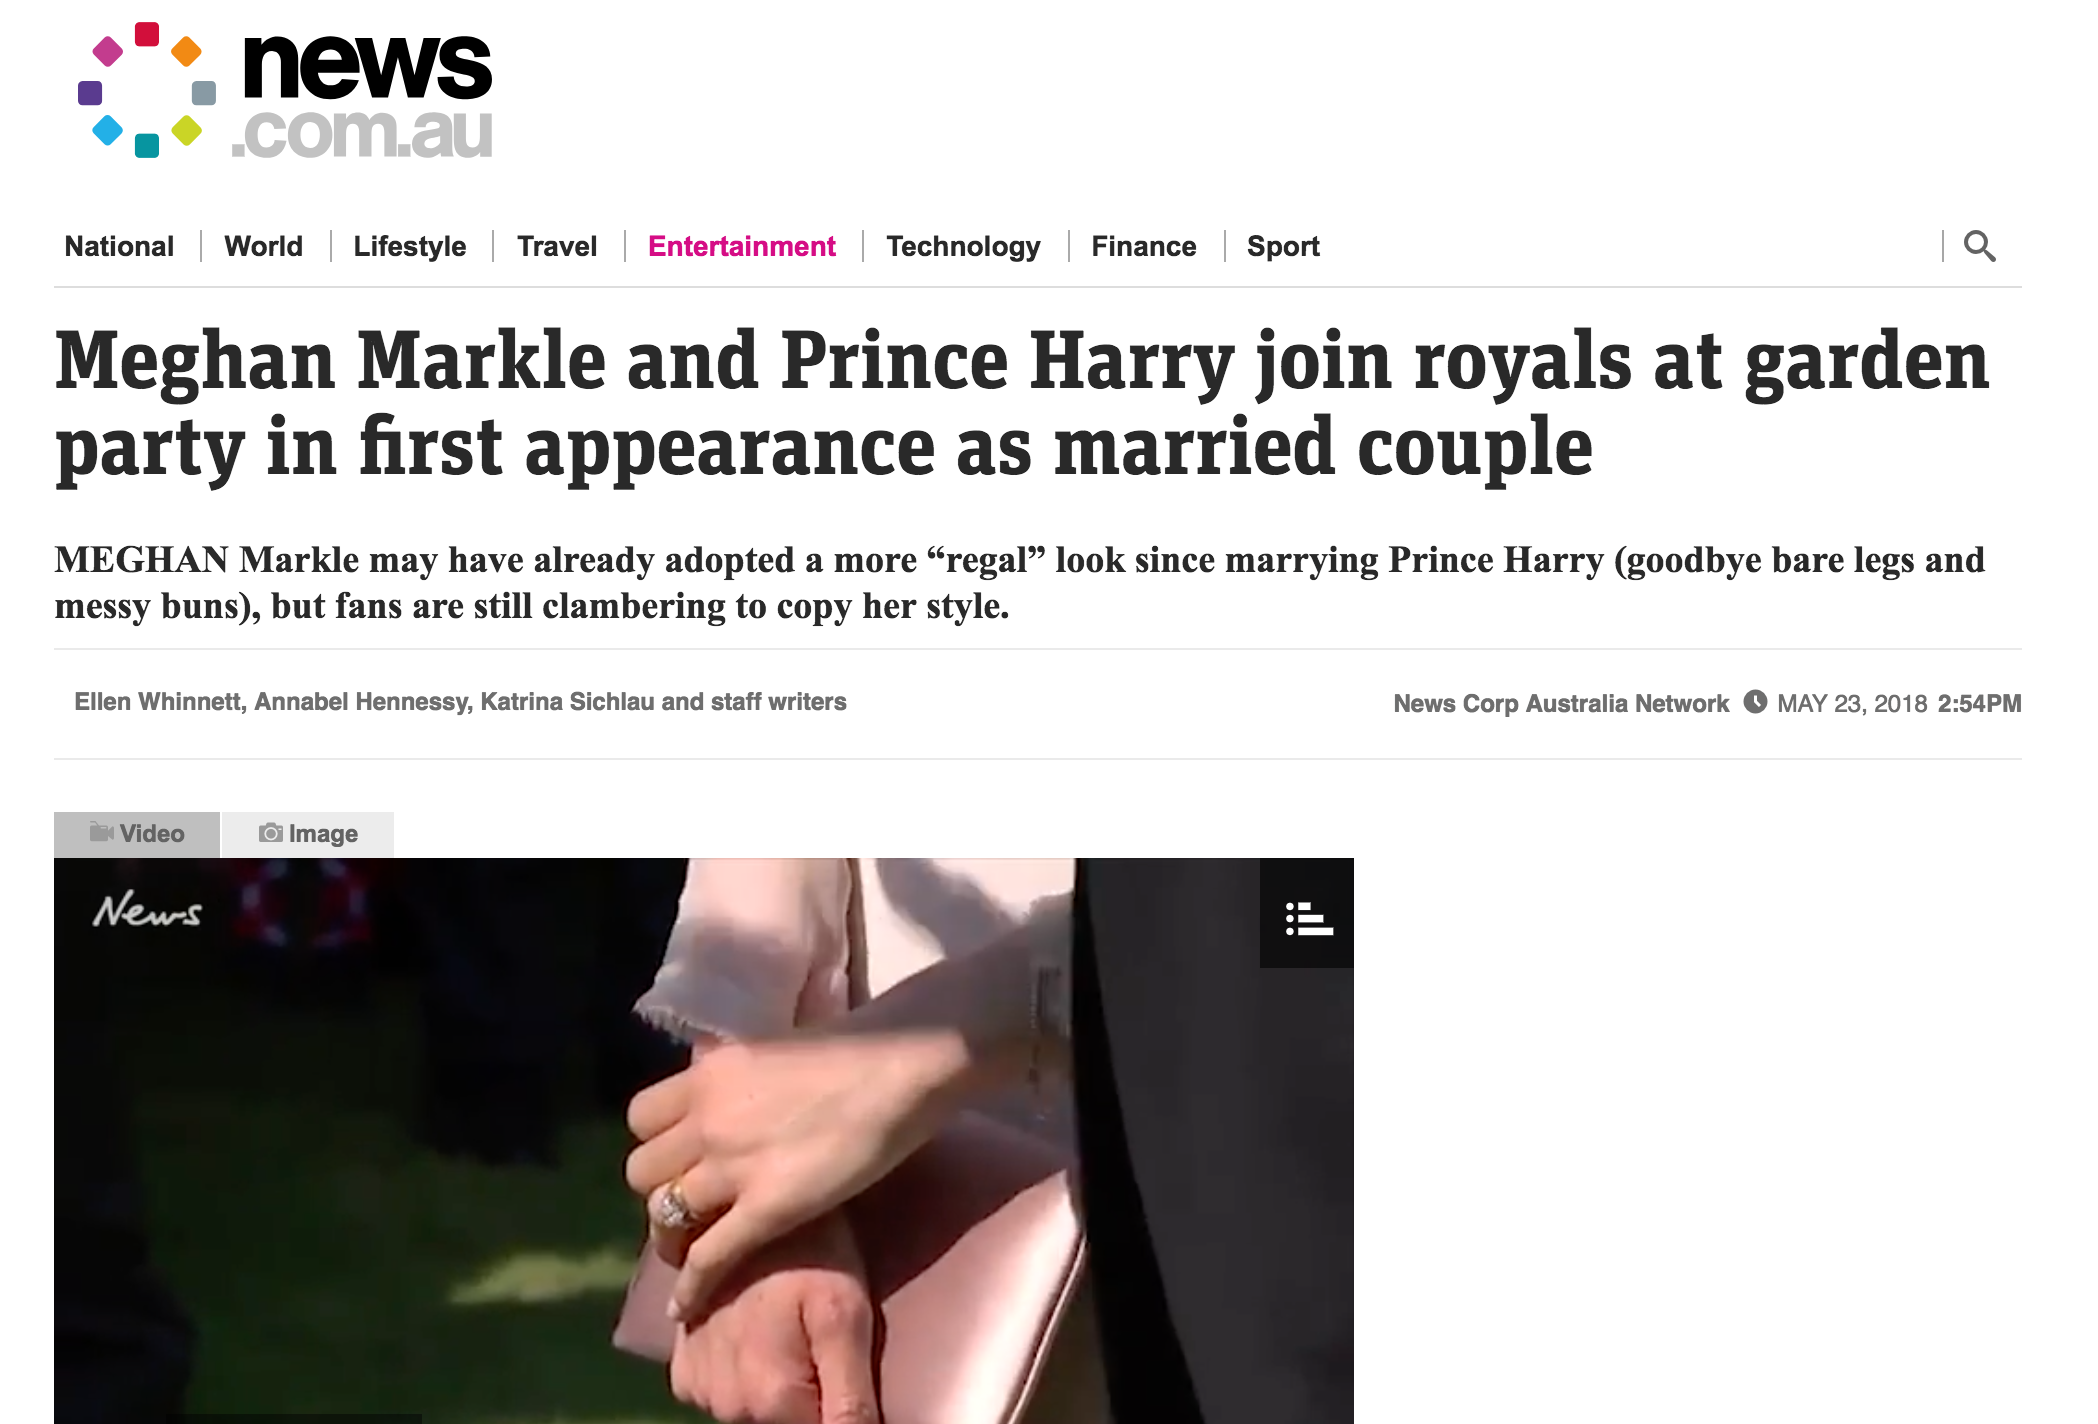 news
.com.au
National World Lifestyle Travel Entertainment Technology Finance Sport
Meghan Markle and Prince Harry join royals at garden
party in first appearance as married couple
MEGHAN Markle may have already adopted a more “regal” look since marrying Prince Harry (goodbye bare legs and
messy buns), but fans are still clambering to copy her style.
Ellen Whinnett, Annabel Hennessy, Katrina Sichlau and staff writers
News Corp Australia Network MAY 23, 2018 2:54PM
Video Image
News